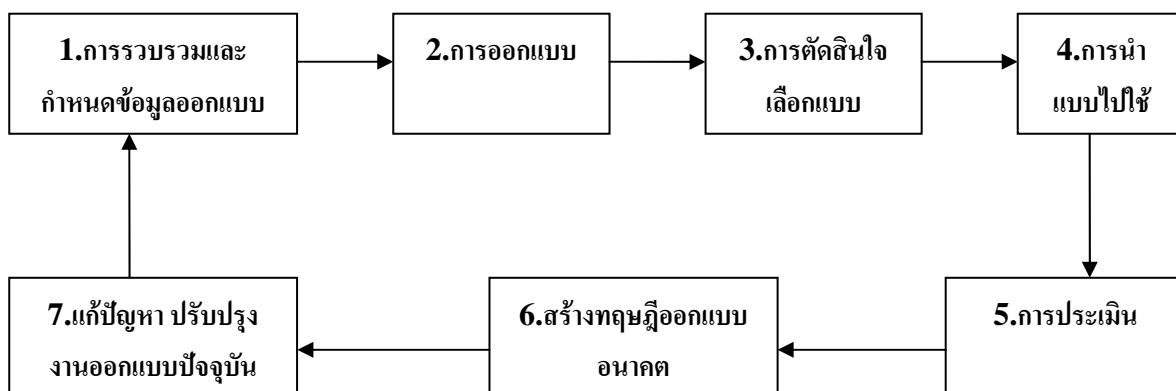 1.การรวบรวมและ
กำหนดข้อมูลออกแบบ
2.การออกแบบ
3.การตัดสินใจ
เลือกแบบ
4.การนำ
แบบไปใช้
5.การประเมิน
6.สร้างทฤษฎีออกแบบ
อนาคต
7.แก้ปัญหา ปรับปรุง
งานออกแบบปัจจุบัน